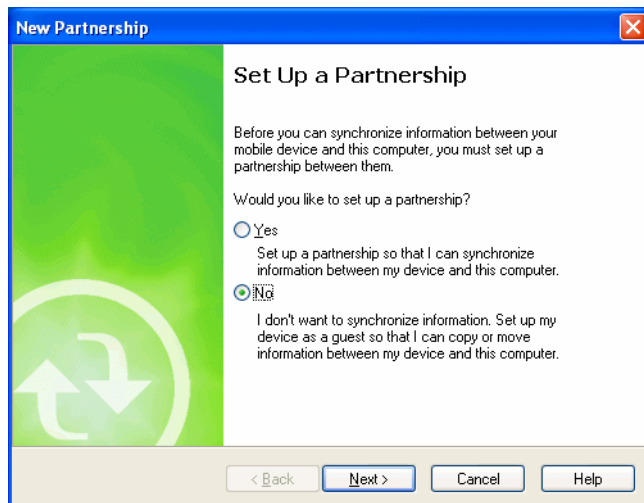 New Partnership
Set Up a Partnership
Before you can synchronize information between your
mobile device and this computer, you must set up a
partnership between them.
Would you like to set up a partnership?
Yes
Set up a partnership so that I can synchronize
information between my device and this computer.
No
I don't want to synchronize information. Set up my
device as a guest so that I can copy or move
information between my device and this computer.
< Back Next > Cancel Help